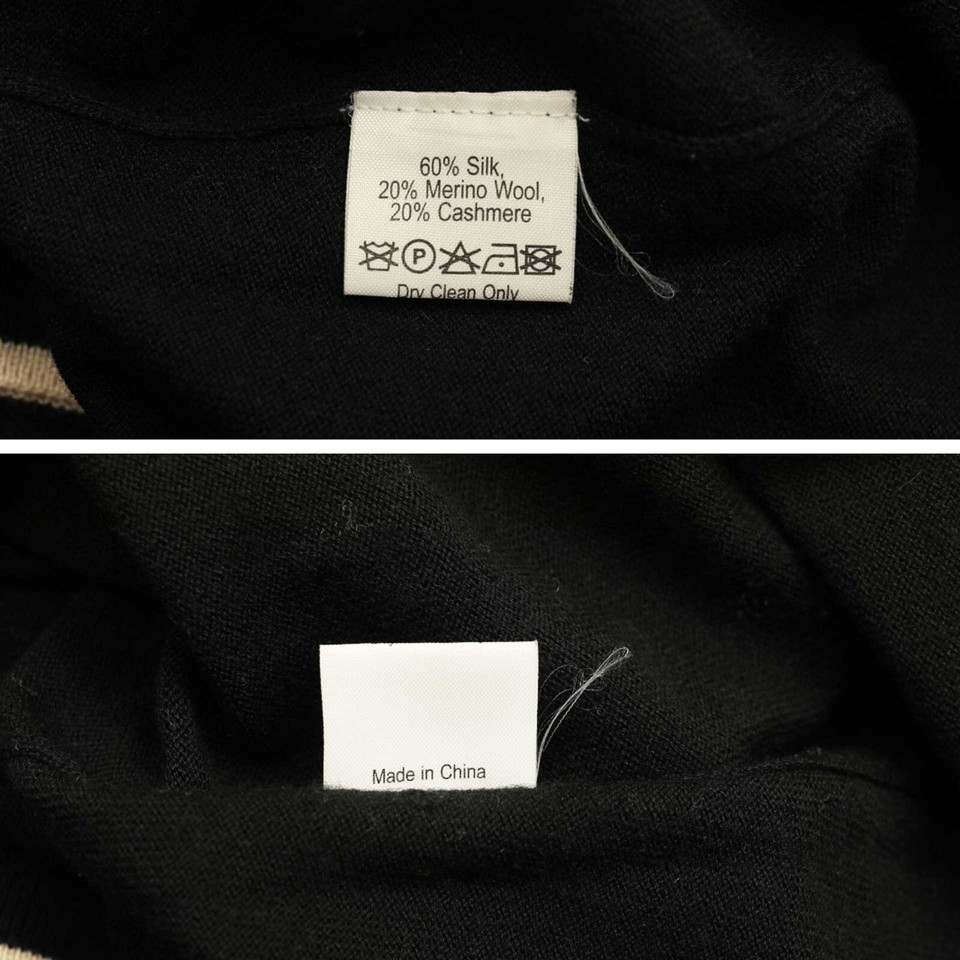 60% Silk,
20% Merino Wool,
20% Cashmere
P
Dry Clean Only
Made in China